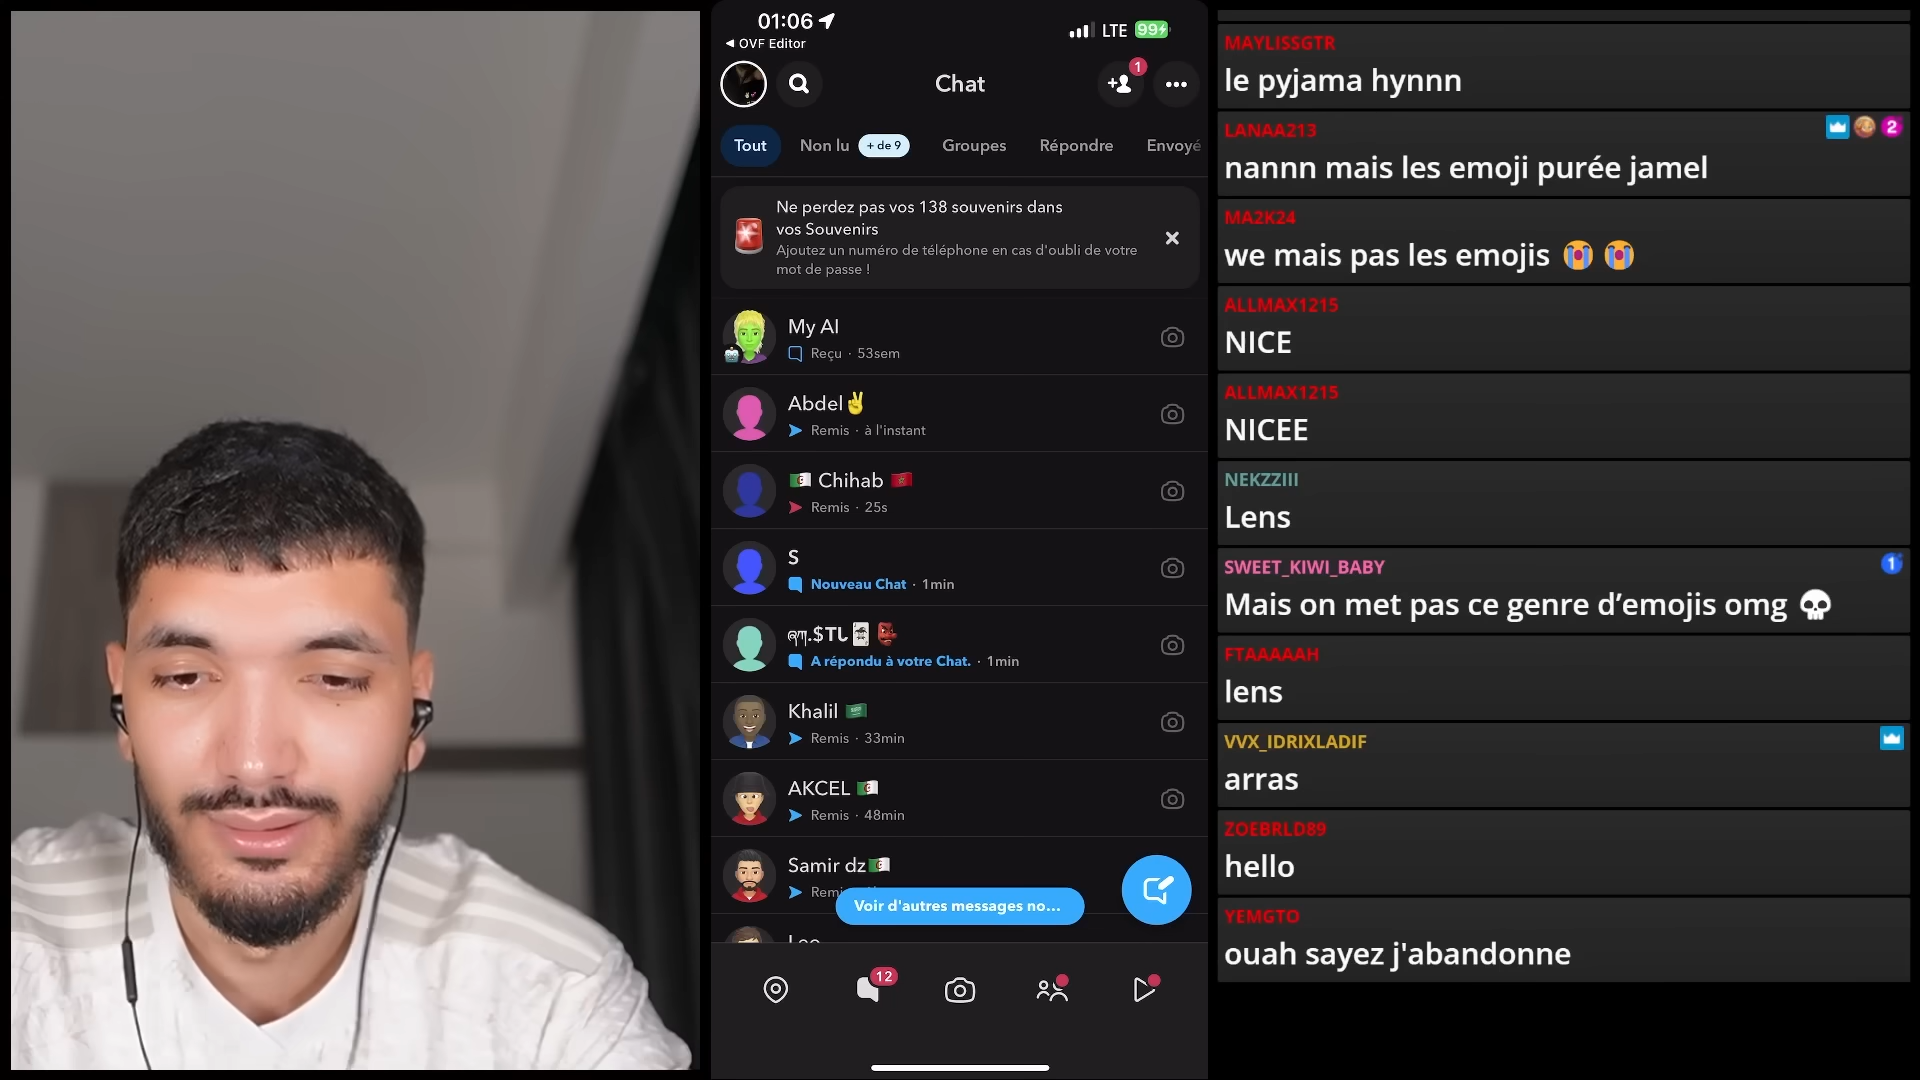 01:06
LTE 99
◀ OVF Editor
Chat
1
Tout
Non lu
+ de 9
Groupes
Répondre
Envoyé
Ne perdez pas vos 138 souvenirs dans
vos Souvenirs
Ajoutez un numéro de téléphone en cas d'oubli de votre
mot de passe !
My AI
Reçu · 53sem
Abdel✌️
Remis · à l'instant
🇩🇿 Chihab 🇲🇦
Remis · 25s
S
Nouveau Chat · 1min
A répondu à votre Chat. · 1min
Khalil 🇸🇦
Remis · 33min
AKCEL 🇩🇿
Remis · 48min
Samir dz🇩🇿
Voir d'autres messages no...
12
MAYLISSGTR
le pyjama hynnn
LANAA213
2
nannn mais les emoji purée jamel
MA2K24
we mais pas les emojis 😭 😭
ALLMAX1215
NICE
ALLMAX1215
NICEE
NEKZZIII
Lens
SWEET_KIWI_BABY
1
Mais on met pas ce genre d’emojis omg 💀
FTAAAAAH
lens
VVX_IDRIXLADIF
arras
ZOEBRLD89
hello
YEMGTO
ouah sayez j'abandonne